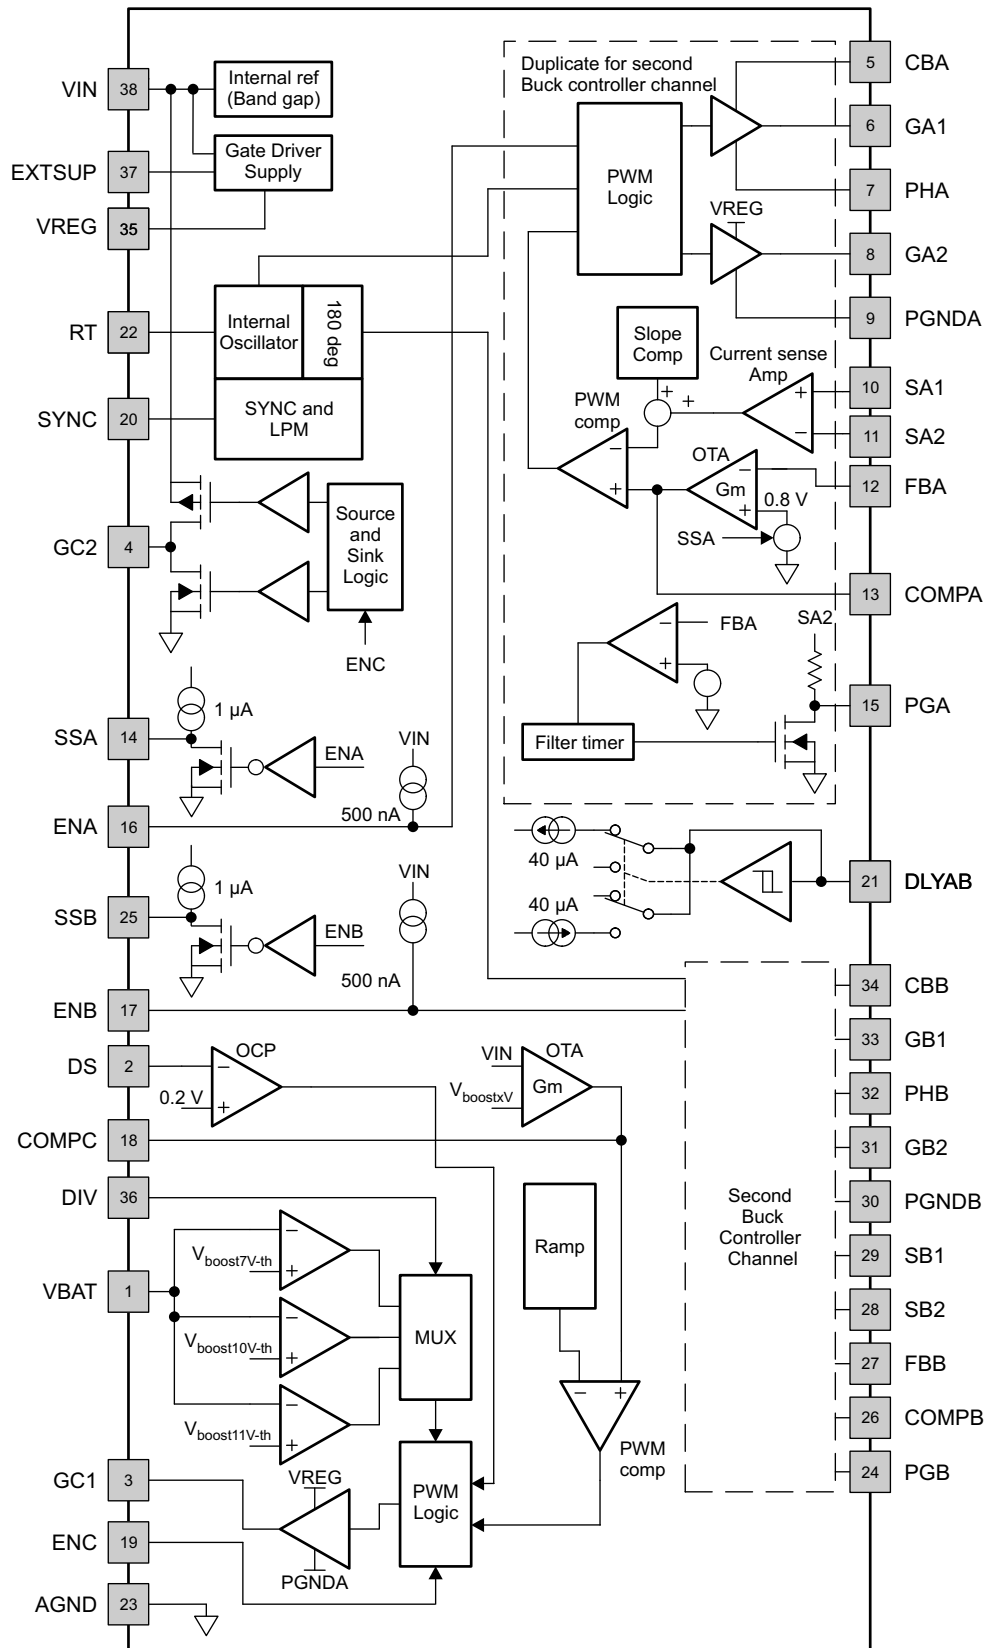 VIN
38
Internal ref
(Band gap)
EXTSUP
37
Gate Driver
Supply
VREG
35
RT
22
Internal
Oscillator
180 deg
SYNC
20
SYNC and
LPM
GC2
4
Source
and
Sink
Logic
ENC
1 µA
SSA
14
ENA
VIN
500 nA
ENA
16
1 µA
SSB
25
ENB
VIN
500 nA
ENB
17
DS
2
OCP
−
+
0.2 V
VIN
OTA
Gm
VboostxV
COMPC
18
DIV
36
VBAT
1
Vboost7V-th
−
+
Vboost10V-th
−
+
Vboost11V-th
−
+
MUX
Ramp
−
+
PWM
comp
GC1
3
VREG
PGNDA
PWM
Logic
ENC
19
AGND
23
Duplicate for second
Buck controller channel
PWM
Logic
VREG
5
CBA
6
GA1
7
PHA
8
GA2
9
PGNDA
Slope
Comp
Current sense
Amp
+
+
+
−
10
SA1
11
SA2
PWM
comp
−
+
OTA
Gm
−
+
0.8 V
SSA
12
FBA
13
COMPA
−
+
FBA
SA2
15
PGA
Filter timer
40 µA
40 µA
21
DLYAB
Second
Buck
Controller
Channel
34
CBB
33
GB1
32
PHB
31
GB2
30
PGNDB
29
SB1
28
SB2
27
FBB
26
COMPB
24
PGB